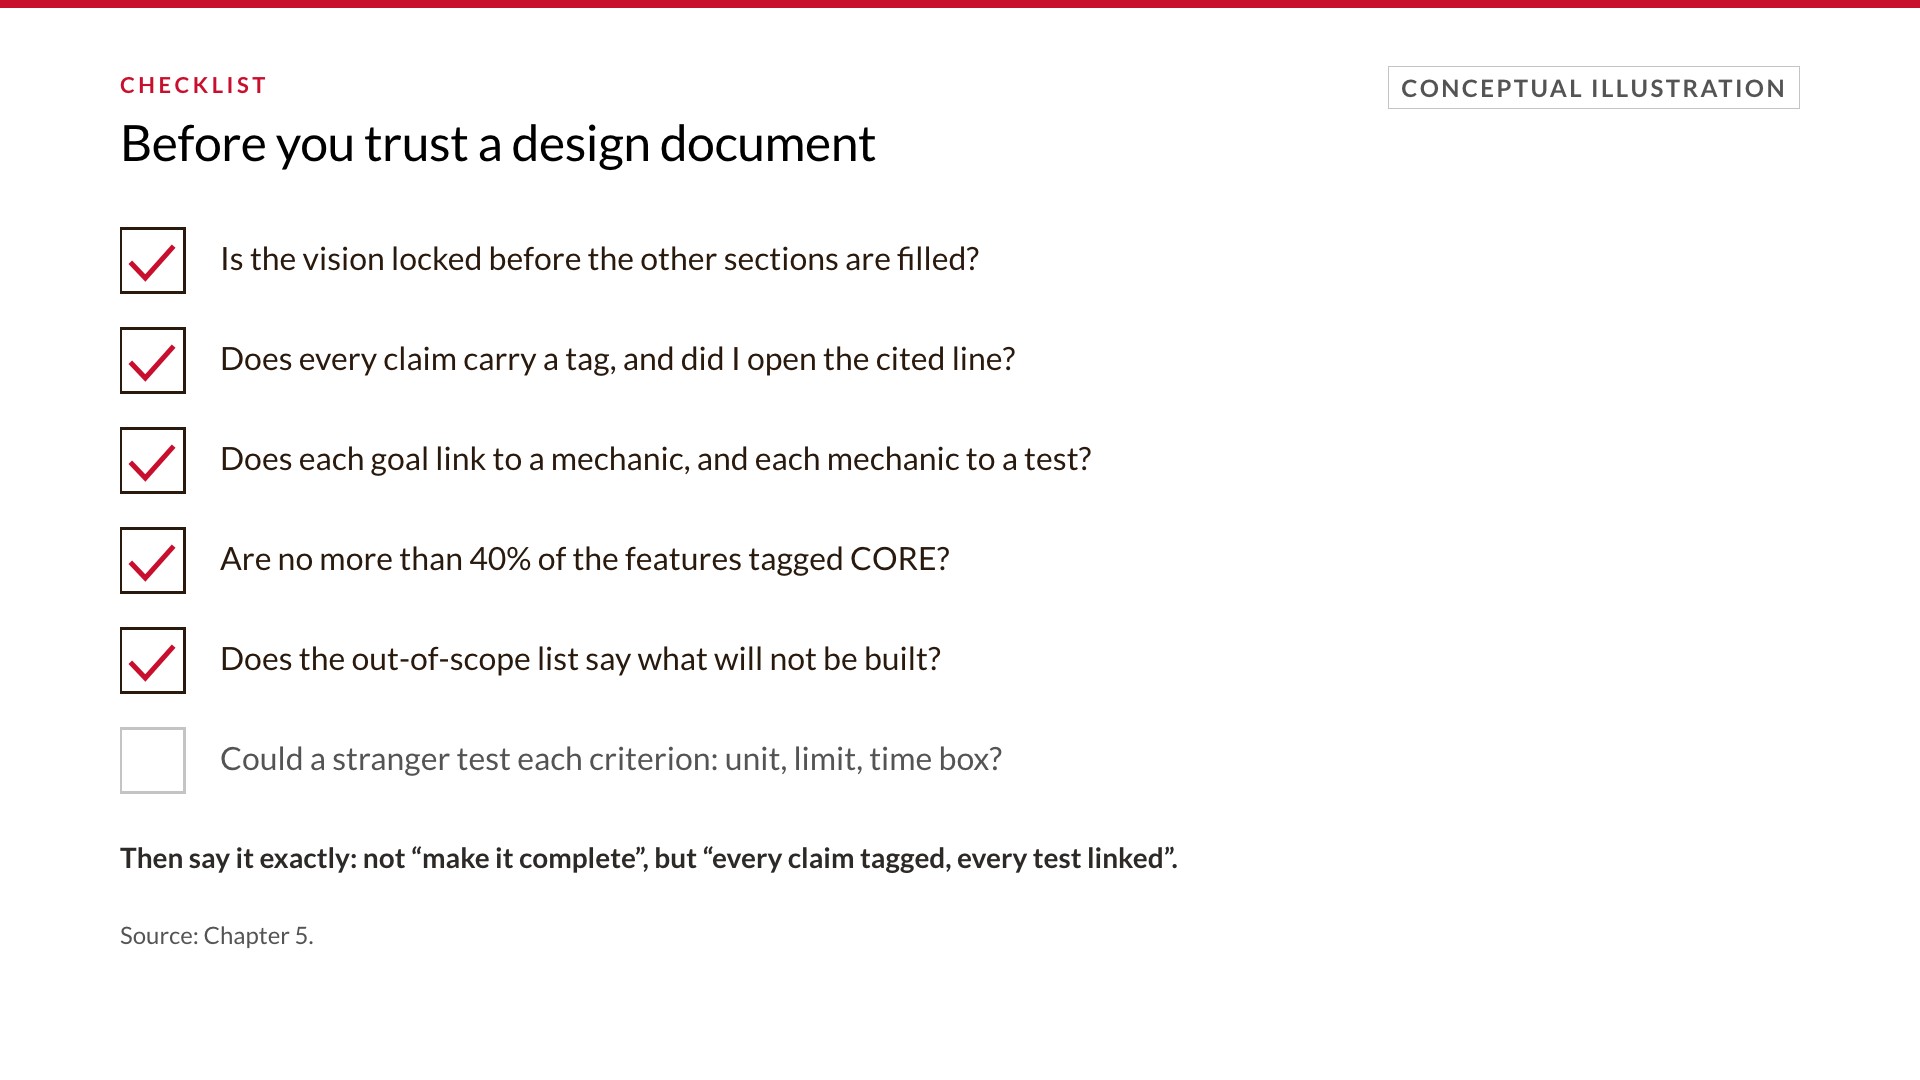 CHECKLIST
CONCEPTUAL ILLUSTRATION
Before you trust a design document
Is the vision locked before the other sections are filled?
Does every claim carry a tag, and did I open the cited line?
Does each goal link to a mechanic, and each mechanic to a test?
Are no more than 40% of the features tagged CORE?
Does the out-of-scope list say what will not be built?
Could a stranger test each criterion: unit, limit, time box?
Then say it exactly: not “make it complete”, but “every claim tagged, every test linked”.
Source: Chapter 5.